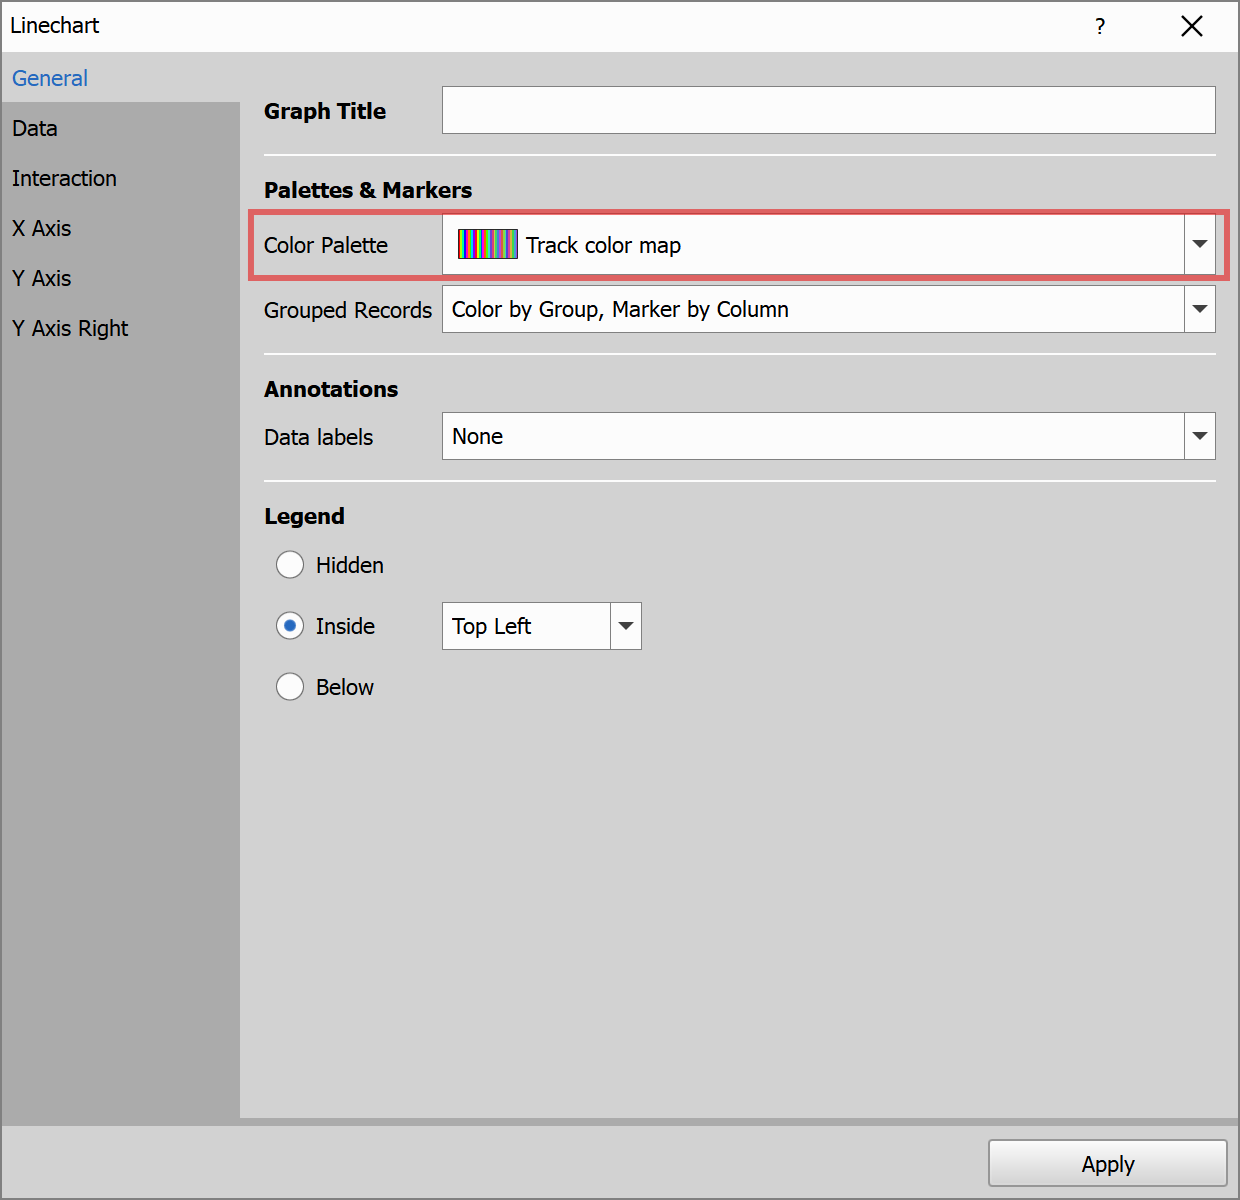 Linechart
?
General
Data
Interaction
X Axis
Y Axis
Y Axis Right
Graph Title
Palettes & Markers
Color Palette Track color map
Grouped Records Color by Group, Marker by Column
Annotations
Data labels None
Legend
Hidden
Inside Top Left
Below
Apply